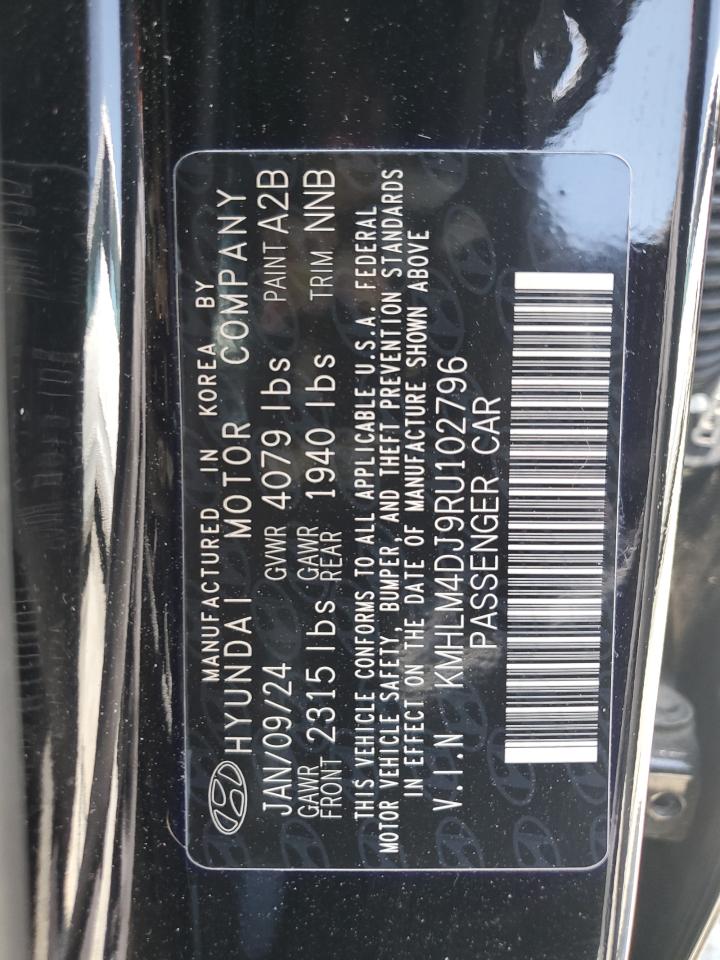 MANUFACTURED IN KOREA BY
HYUNDAI MOTOR COMPANY
JAN/09/24 GVWR 4079 lbs PAINT A2B
GAWR FRONT 2315 lbs GAWR REAR 1940 lbs TRIM NNB
THIS VEHICLE CONFORMS TO ALL APPLICABLE U.S.A. FEDERAL
MOTOR VEHICLE SAFETY, BUMPER, AND THEFT PREVENTION STANDARDS
IN EFFECT ON THE DATE OF MANUFACTURE SHOWN ABOVE
V.I.N KMHLM4DJ9RU102796
PASSENGER CAR